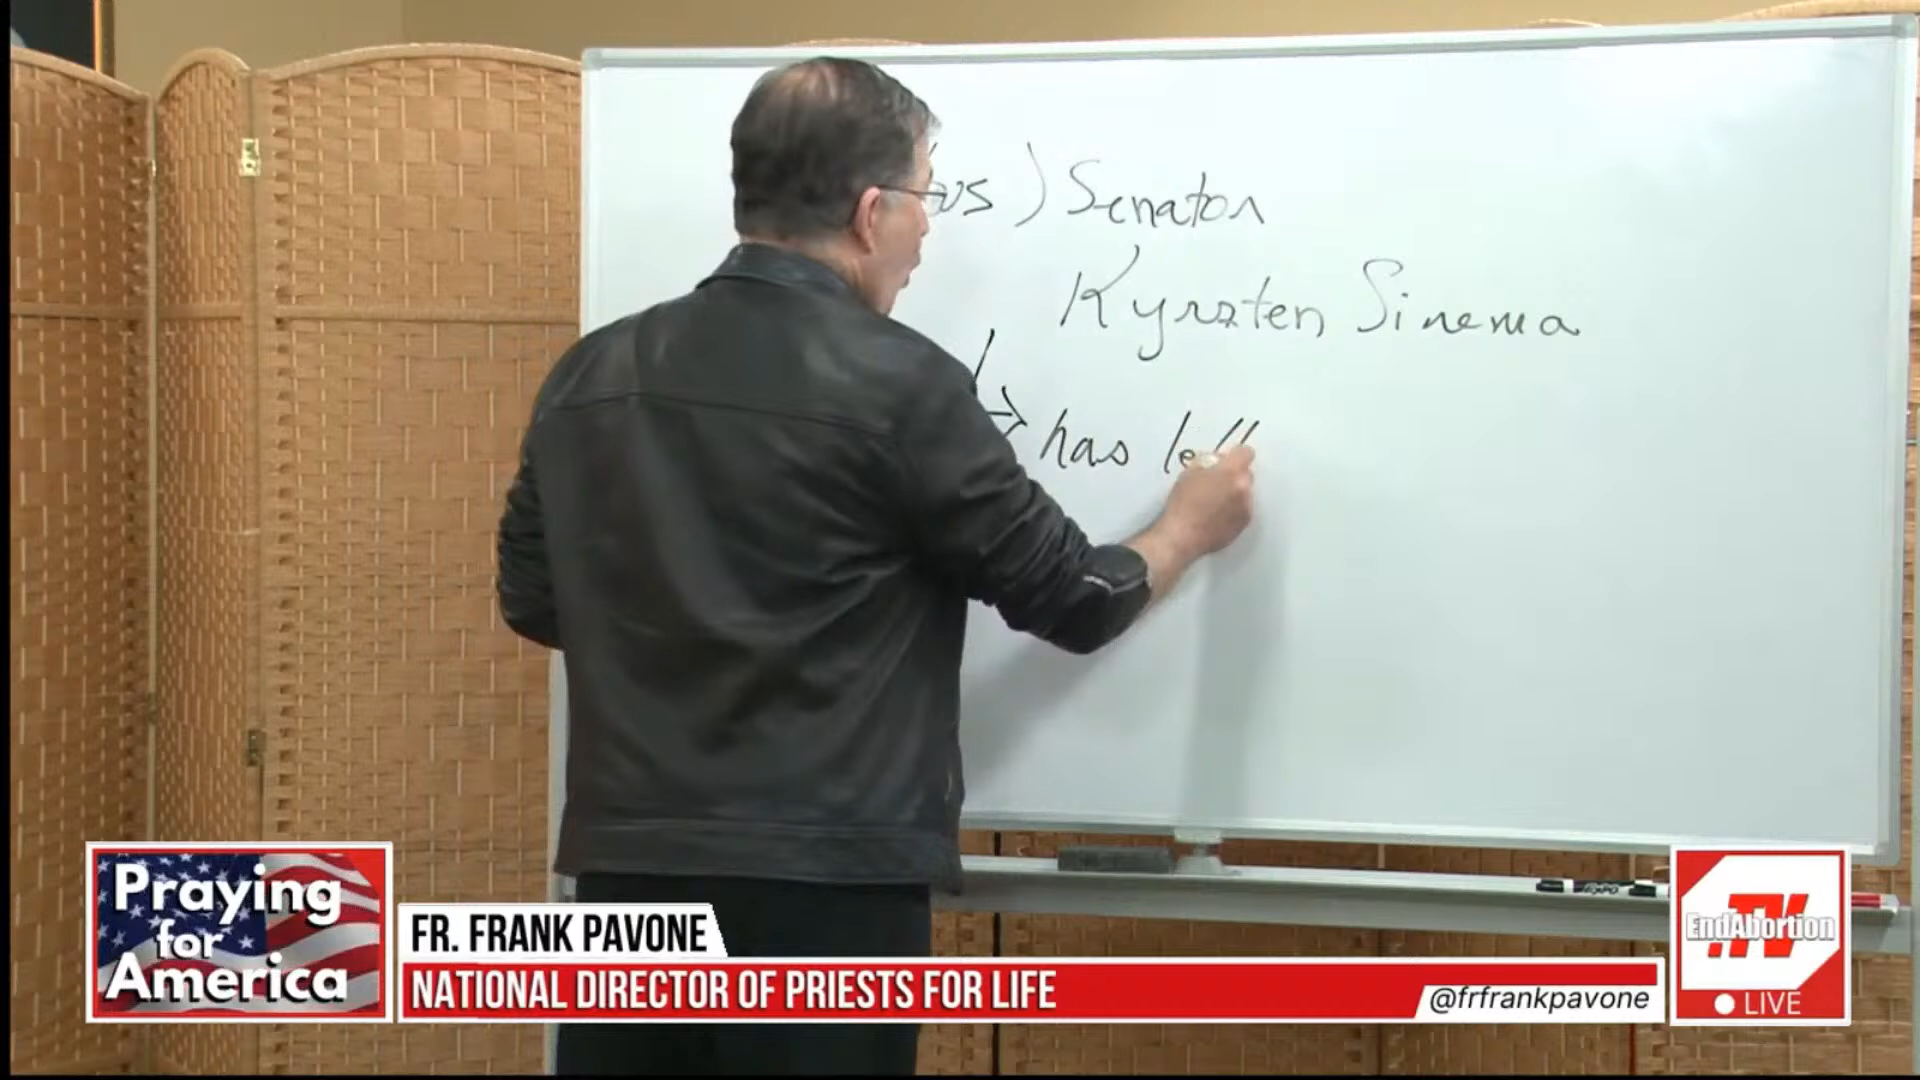 us) Senator
Kyrsten Sinema
→ has left
Praying
for
America
FR. FRANK PAVONE
NATIONAL DIRECTOR OF PRIESTS FOR LIFE
@frfrankpavone
.TV
EndAbortion
LIVE